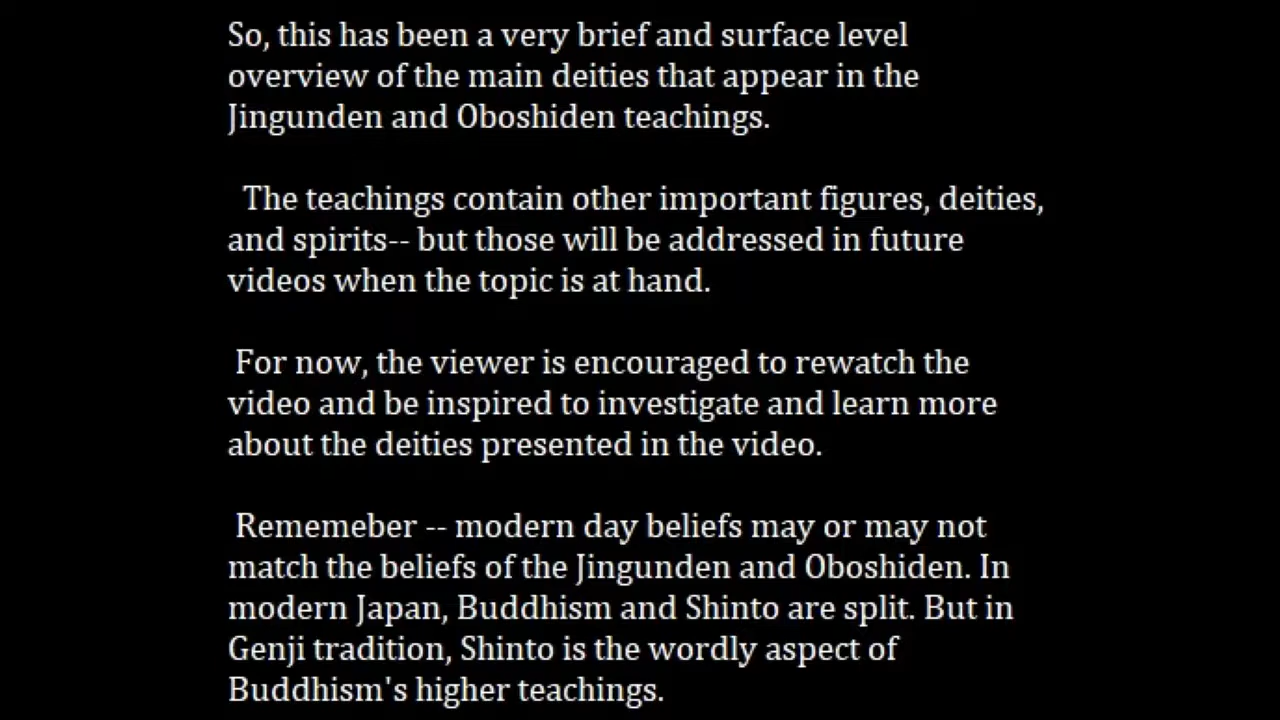 So, this has been a very brief and surface level
overview of the main deities that appear in the
Jingunden and Oboshiden teachings.
The teachings contain other important figures, deities,
and spirits-- but those will be addressed in future
videos when the topic is at hand.
For now, the viewer is encouraged to rewatch the
video and be inspired to investigate and learn more
about the deities presented in the video.
Rememeber -- modern day beliefs may or may not
match the beliefs of the Jingunden and Oboshiden. In
modern Japan, Buddhism and Shinto are split. But in
Genji tradition, Shinto is the wordly aspect of
Buddhism's higher teachings.